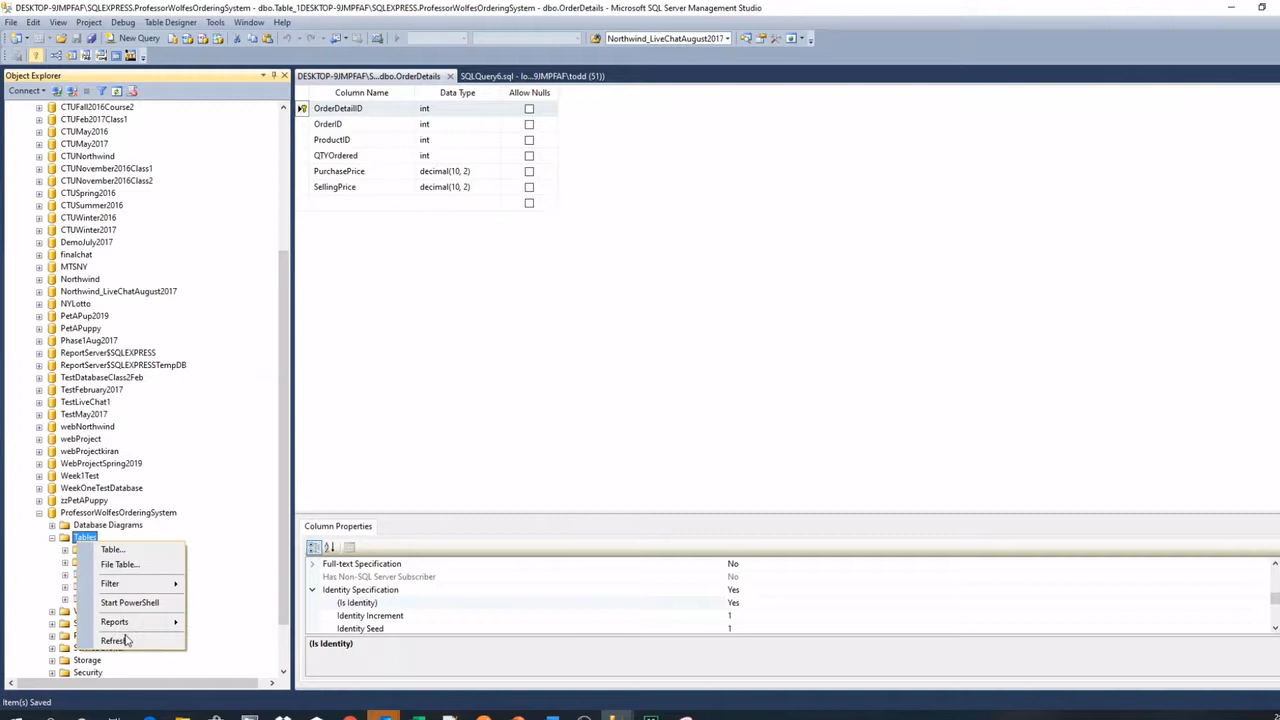 DESKTOP-9JMPFAF\SQLEXPRESS.ProfessorWolfesOrderingSystem - dbo.Table_1DESKTOP-9JMPFAF\SQLEXPRESS.ProfessorWolfesOrderingSystem - dbo.OrderDetails - Microsoft SQL Server Management Studio
File Edit View Project Debug Table Designer Tools Window Help
New Query Northwind_LiveChatAugust2017
Object Explorer
DESKTOP-9JMPFAF\S...dbo.OrderDetails SQLQuery6.sql - lo...9JMPFAF\todd (51))
Connect
Column Name Data Type Allow Nulls
OrderDetailID int
OrderID int
ProductID int
QTYOrdered int
PurchasePrice decimal(10, 2)
SellingPrice decimal(10, 2)
CTUFall2016Course2
CTUFeb2017Class1
CTUMay2016
CTUMay2017
CTUNorthwind
CTUNovember2016Class1
CTUNovember2016Class2
CTUSpring2016
CTUSummer2016
CTUWinter2016
CTUWinter2017
DemoJuly2017
finalchat
MTSNY
Northwind
Northwind_LiveChatAugust2017
NYLotto
PetAPup2019
PetAPuppy
Phase1Aug2017
ReportServer$SQLEXPRESS
ReportServer$SQLEXPRESSTempDB
TestDatabaseClass2Feb
TestFebruary2017
TestLiveChat1
TestMay2017
webNorthwind
webProject
webProjectkiran
WebProjectSpring2019
Week1Test
WeekOneTestDatabase
zzPetAPuppy
ProfessorWolfesOrderingSystem
Database Diagrams
Tables
Table...
File Table...
Filter
Start PowerShell
Reports
Refresh
Storage
Security
Column Properties
Full-text Specification No
Has Non-SQL Server Subscriber No
Identity Specification Yes
(Is Identity) Yes
Identity Increment 1
Identity Seed 1
(Is Identity)
Item(s) Saved